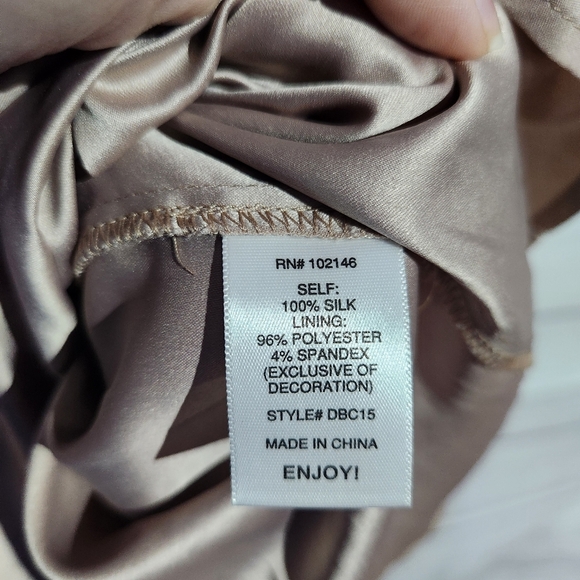 RN# 102146
SELF:
100% SILK
LINING:
96% POLYESTER
4% SPANDEX
(EXCLUSIVE OF
DECORATION)
STYLE# DBC15
MADE IN CHINA
ENJOY!